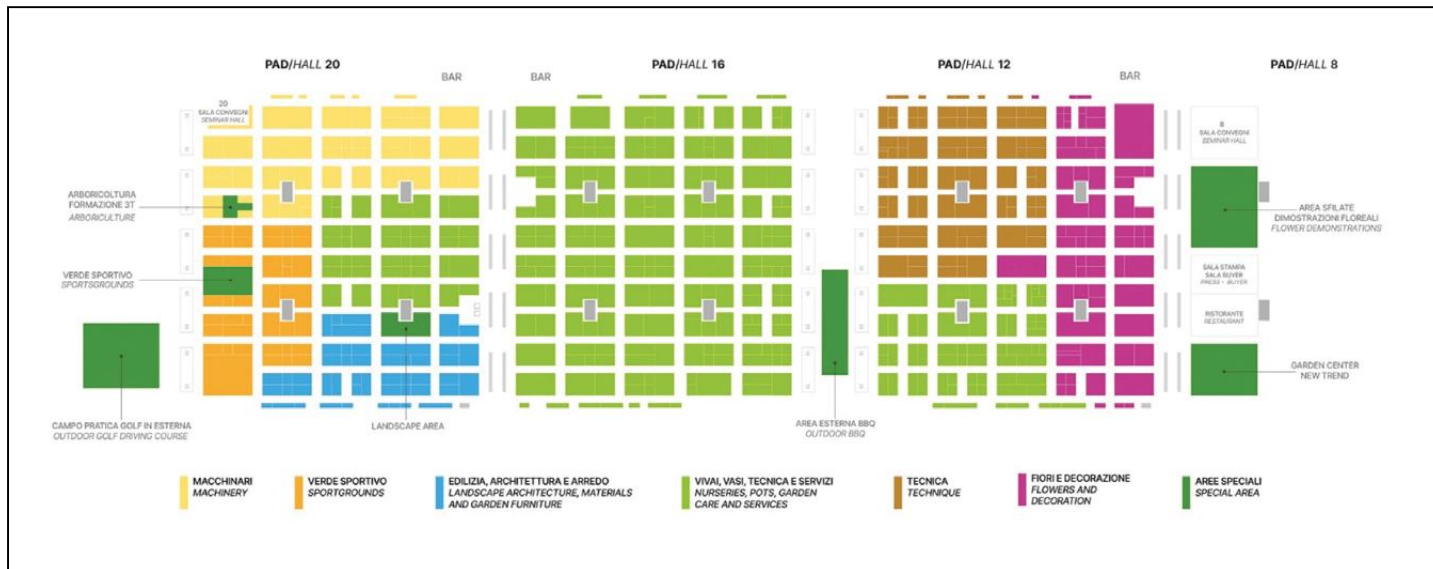 PAD/HALL 20
PAD/HALL 16
PAD/HALL 12
PAD/HALL 8
BAR
BAR
BAR
20
SALA CONVEGNI
SEMINAR HALL
8
SALA CONVEGNI
SEMINAR HALL
ARBORICOLTURA
FORMAZIONE 3T
ARBORICULTURE
AREA SFILATE
DIMOSTRAZIONI FLOREALI
FLOWER DEMONSTRATIONS
VERDE SPORTIVO
SPORTSGROUNDS
SALA STAMPA
SALA BUYER
PRESS - BUYER
RISTORANTE
RESTAURANT
GARDEN CENTER
NEW TREND
CAMPO PRATICA GOLF IN ESTERNA
OUTDOOR GOLF DRIVING COURSE
LANDSCAPE AREA
AREA ESTERNA BBQ
OUTDOOR BBQ
MACCHINARI
MACHINERY
VERDE SPORTIVO
SPORTGROUNDS
EDILIZIA, ARCHITETTURA E ARREDO
LANDSCAPE ARCHITECTURE, MATERIALS
AND GARDEN FURNITURE
VIVAI, VASI, TECNICA E SERVIZI
NURSERIES, POTS, GARDEN
CARE AND SERVICES
TECNICA
TECHNIQUE
FIORI E DECORAZIONE
FLOWERS AND
DECORATION
AREE SPECIALI
SPECIAL AREA